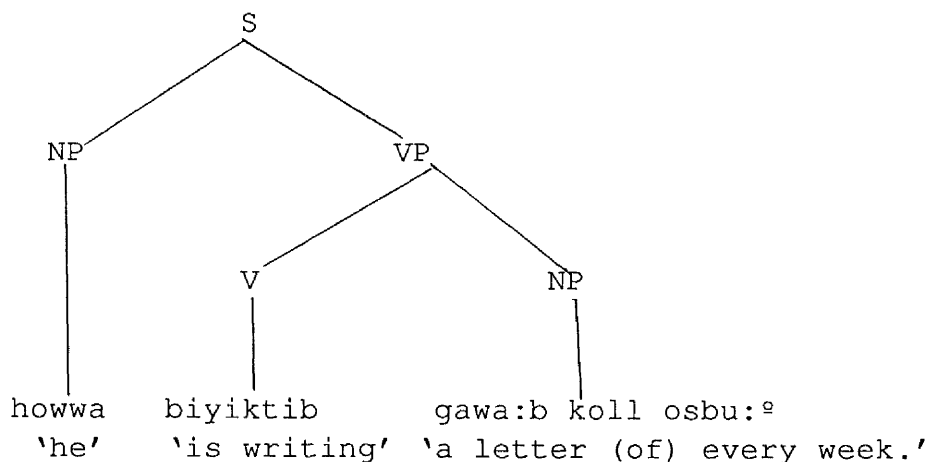 S
NP VP
V NP
howwa biyiktib gawa:b koll osbu:º
'he' 'is writing' 'a letter (of) every week.'